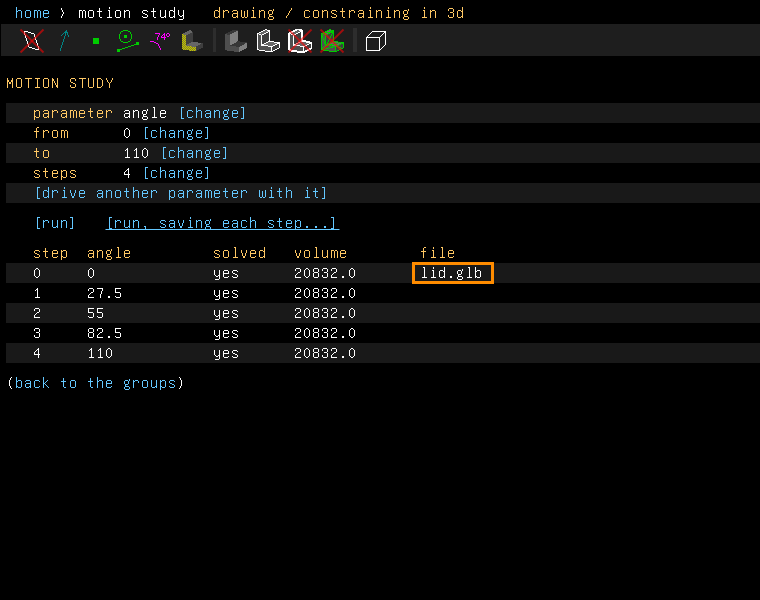 home › motion study drawing / constraining in 3d
74º
MOTION STUDY
parameter angle [change]
from 0 [change]
to 110 [change]
steps 4 [change]
[drive another parameter with it]
[run] [run, saving each step...]
step angle solved volume file
0 0 yes 20832.0 lid.glb
1 27.5 yes 20832.0
2 55 yes 20832.0
3 82.5 yes 20832.0
4 110 yes 20832.0
(back to the groups)